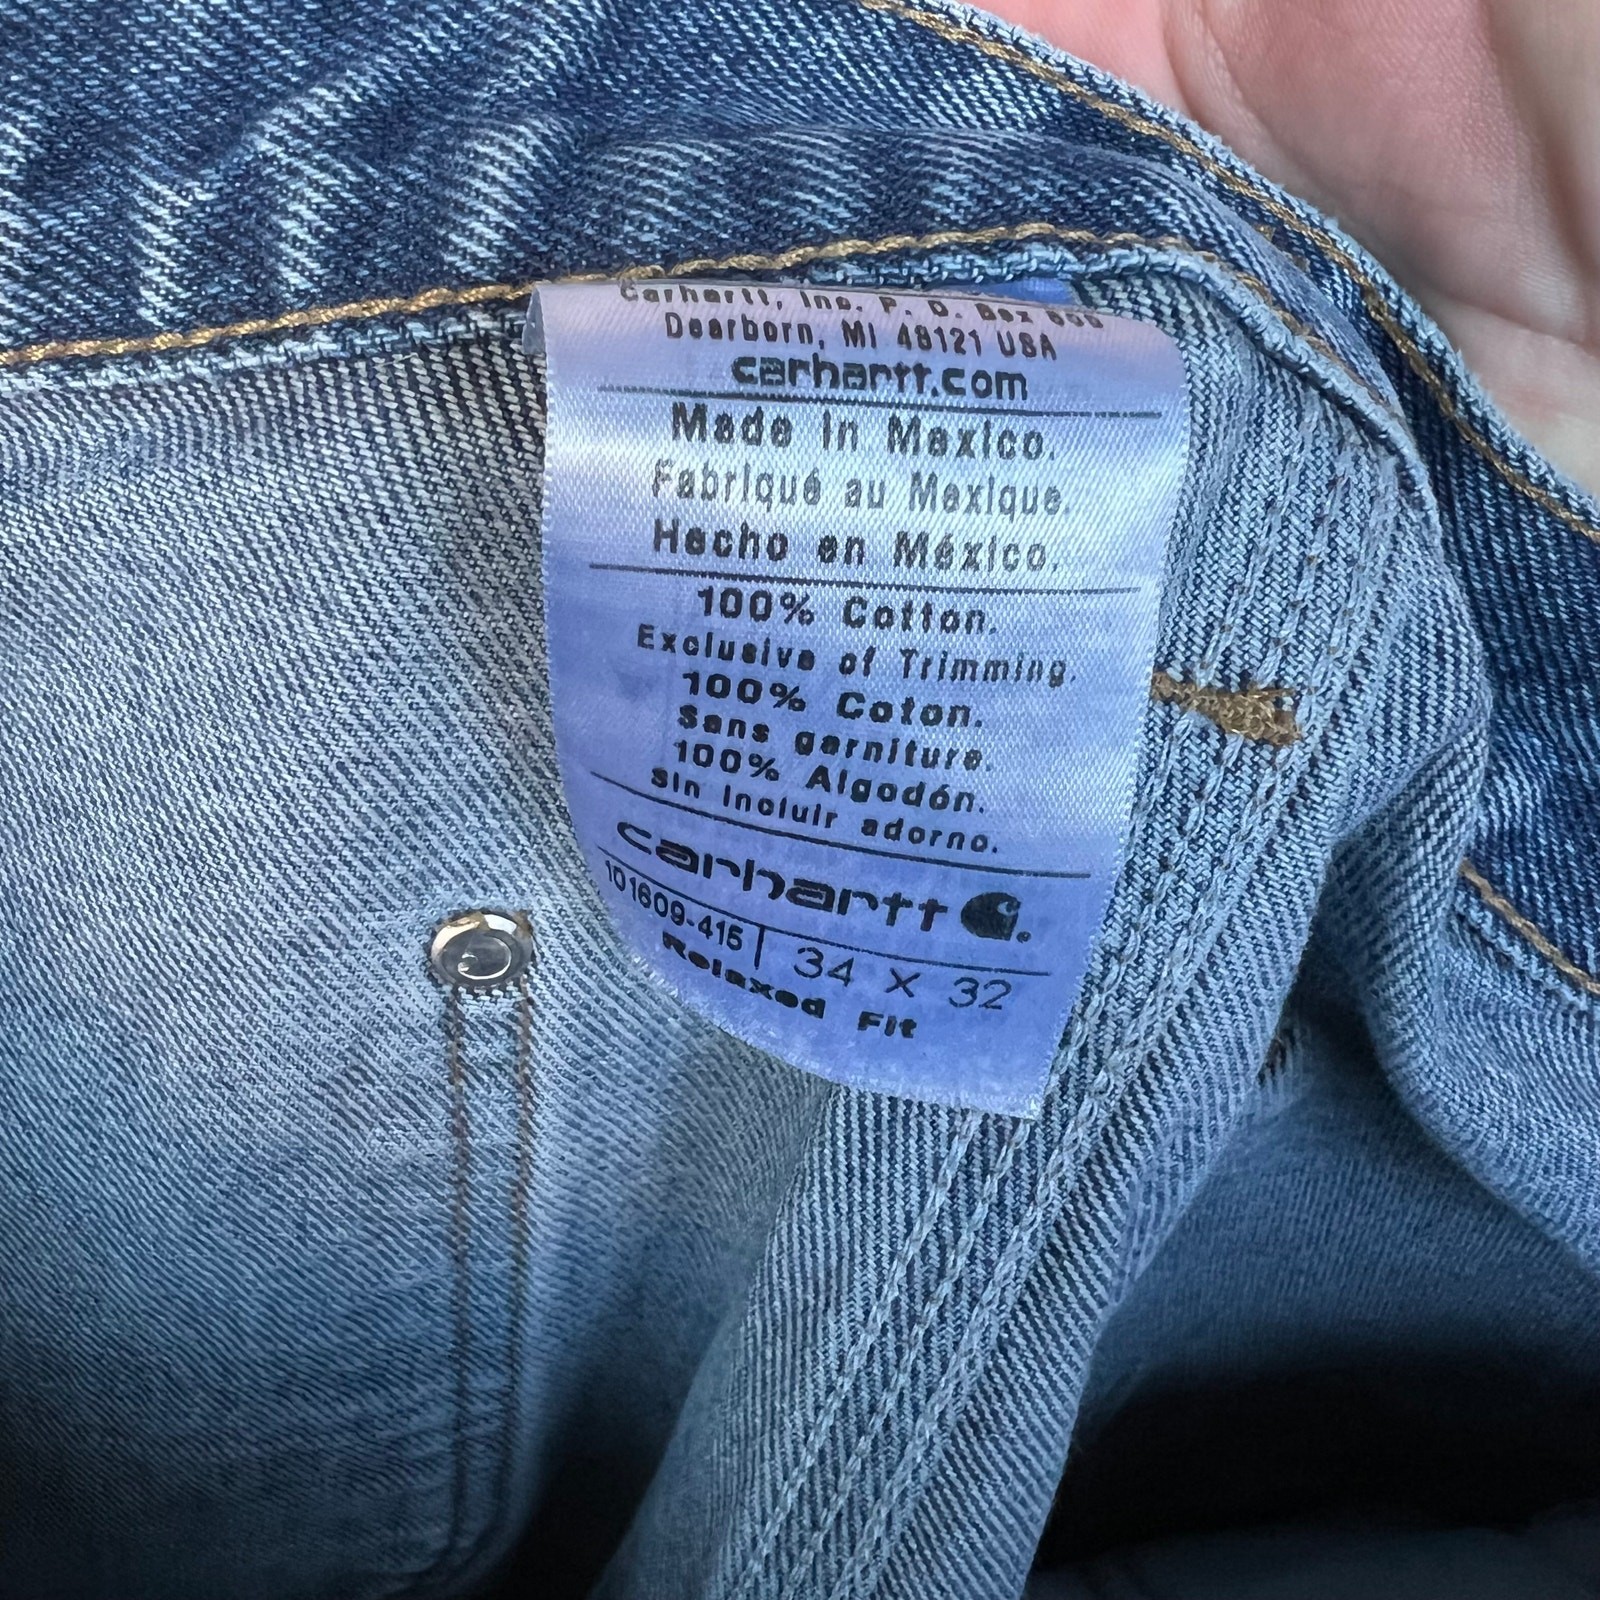 Carhartt, Inc. P. O. Box 600
Dearborn, MI 48121 USA
carhartt.com
Made in Mexico.
Fabriqué au Mexique.
Hecho en México.
100% Cotton.
Exclusive of Trimming.
100% Coton.
Sans garniture.
100% Algodón.
Sin incluir adorno.
carhartt
101609-415 34 X 32
Relaxed Fit